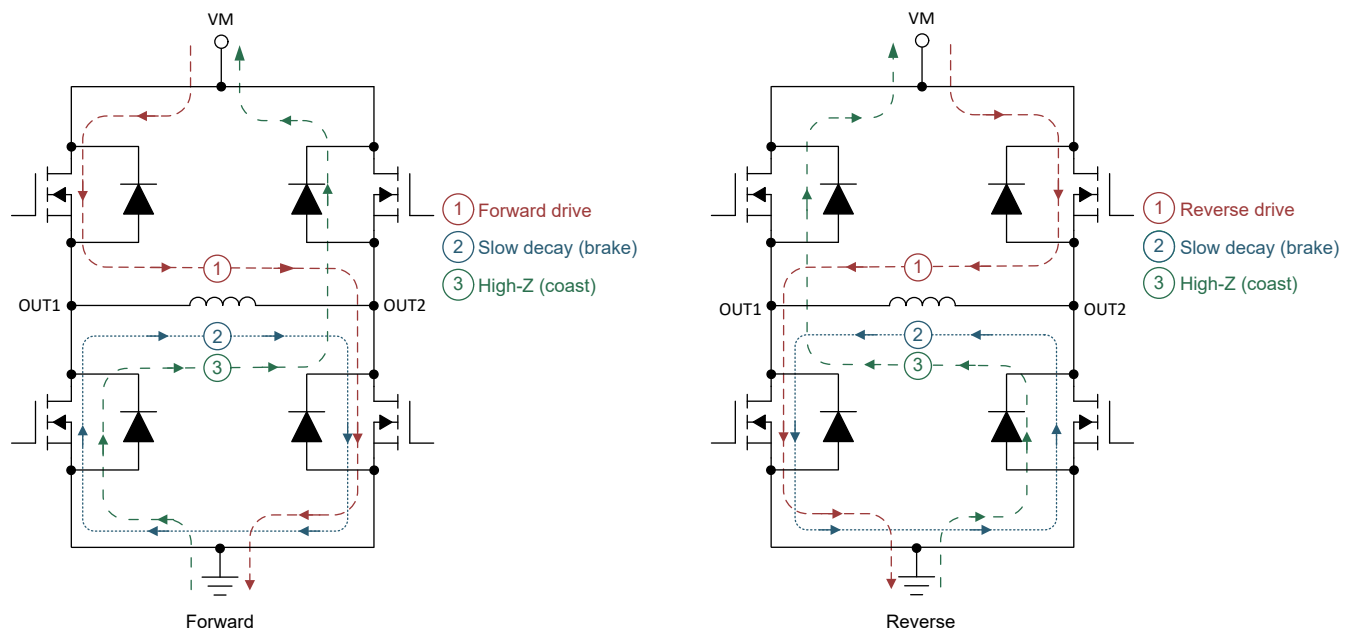 VM
1 Forward drive
2 Slow decay (brake)
3 High-Z (coast)
1
OUT1
OUT2
2
3
Forward
VM
1 Reverse drive
2 Slow decay (brake)
3 High-Z (coast)
1
OUT1
OUT2
2
3
Reverse